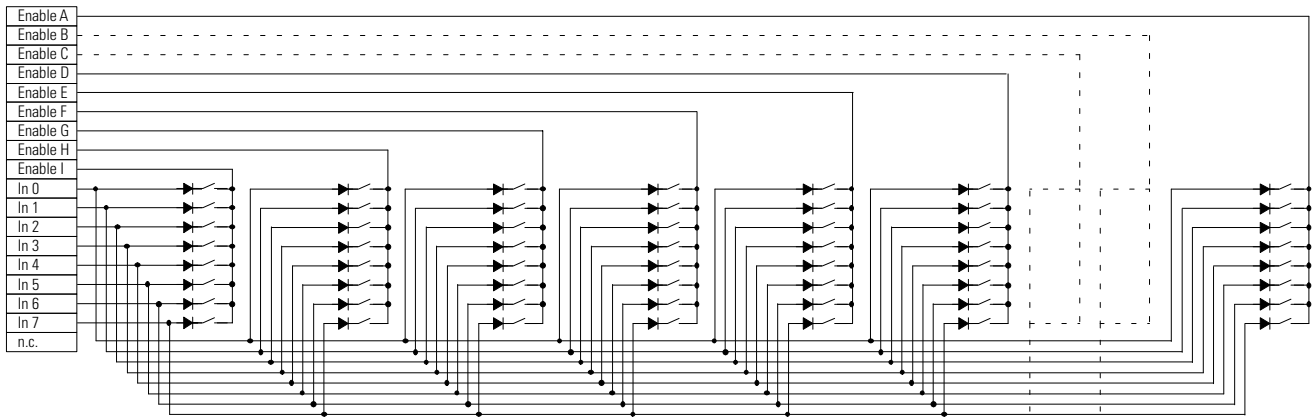 Enable A
Enable B
Enable C
Enable D
Enable E
Enable F
Enable G
Enable H
Enable I
In 0
In 1
In 2
In 3
In 4
In 5
In 6
In 7
n.c.